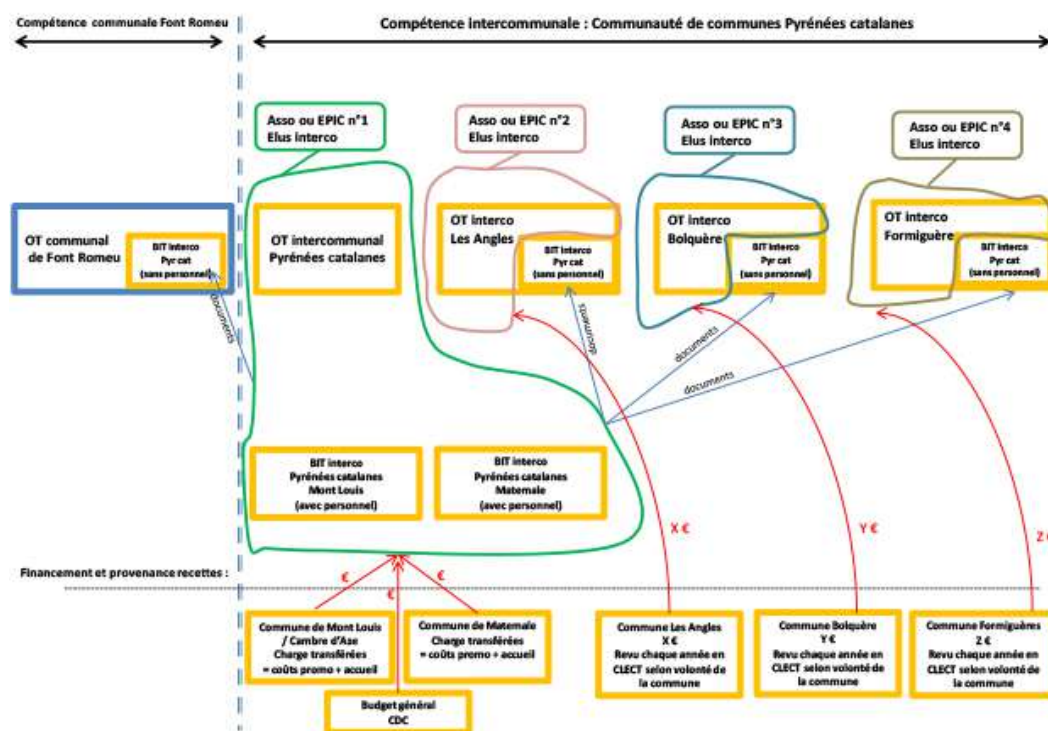 Compétence communale Font Romeu
Compétence intercommunale : Communauté de communes Pyrénées catalanes
Asso ou EPIC n°1
Elus interco
Asso ou EPIC n°2
Elus interco
Asso ou EPIC n°3
Elus interco
Asso ou EPIC n°4
Elus interco
OT communal
de Font Romeu
BIT Interco
Pyr cat
(sans personnel)
OT intercommunal
Pyrénées catalanes
OT interco
Les Angles
BIT Interco
Pyr cat
(sans personnel)
OT interco
Bolquère
BIT Interco
Pyr cat
(sans personnel)
OT interco
Formiguère
BIT Interco
Pyr cat
(sans personnel)
documents
documents
documents
documents
BIT interco
Pyrénées catalanes
Mont Louis
(avec personnel)
BIT interco
Pyrénées catalanes
Matemale
(avec personnel)
X €
Y €
Z €
Financement et provenance recettes :
€
€
€
Commune de Mont Louis
/ Cambre d'Aze
Charge transférées
= coûts promo + accueil
Commune de Matemale
Charge transférées
= coûts promo + accueil
Budget général
CDC
Commune Les Angles
X €
Revu chaque année en
CLECT selon volonté de
la commune
Commune Bolquère
Y €
Revu chaque année en
CLECT selon volonté de
la commune
Commune Formiguères
Z €
Revu chaque année en
CLECT selon volonté de
la commune